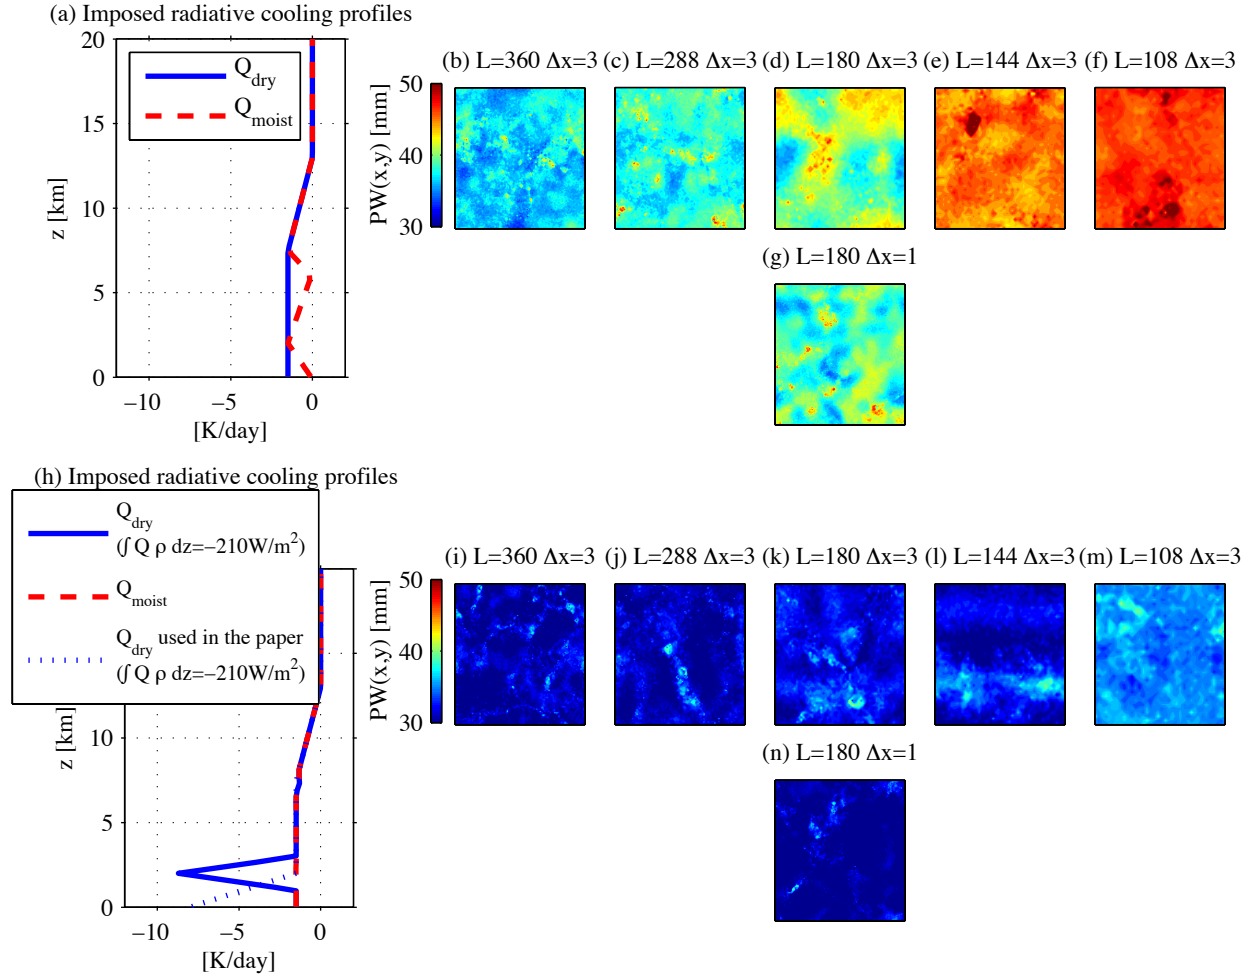 (a) Imposed radiative cooling profiles
20
15
10
5
0
z [km]
Q_dry
Q_moist
−10 −5 0
[K/day]
PW(x,y) [mm]
50
40
30
(b) L=360 Δx=3 (c) L=288 Δx=3 (d) L=180 Δx=3 (e) L=144 Δx=3 (f) L=108 Δx=3
(g) L=180 Δx=1
(h) Imposed radiative cooling profiles
Q_dry
(∫ Q ρ dz=−210W/m²)
Q_moist
Q_dry used in the paper
(∫ Q ρ dz=−210W/m²)
z [km]
10
5
0
−10 −5 0
[K/day]
PW(x,y) [mm]
50
40
30
(i) L=360 Δx=3 (j) L=288 Δx=3 (k) L=180 Δx=3 (l) L=144 Δx=3 (m) L=108 Δx=3
(n) L=180 Δx=1